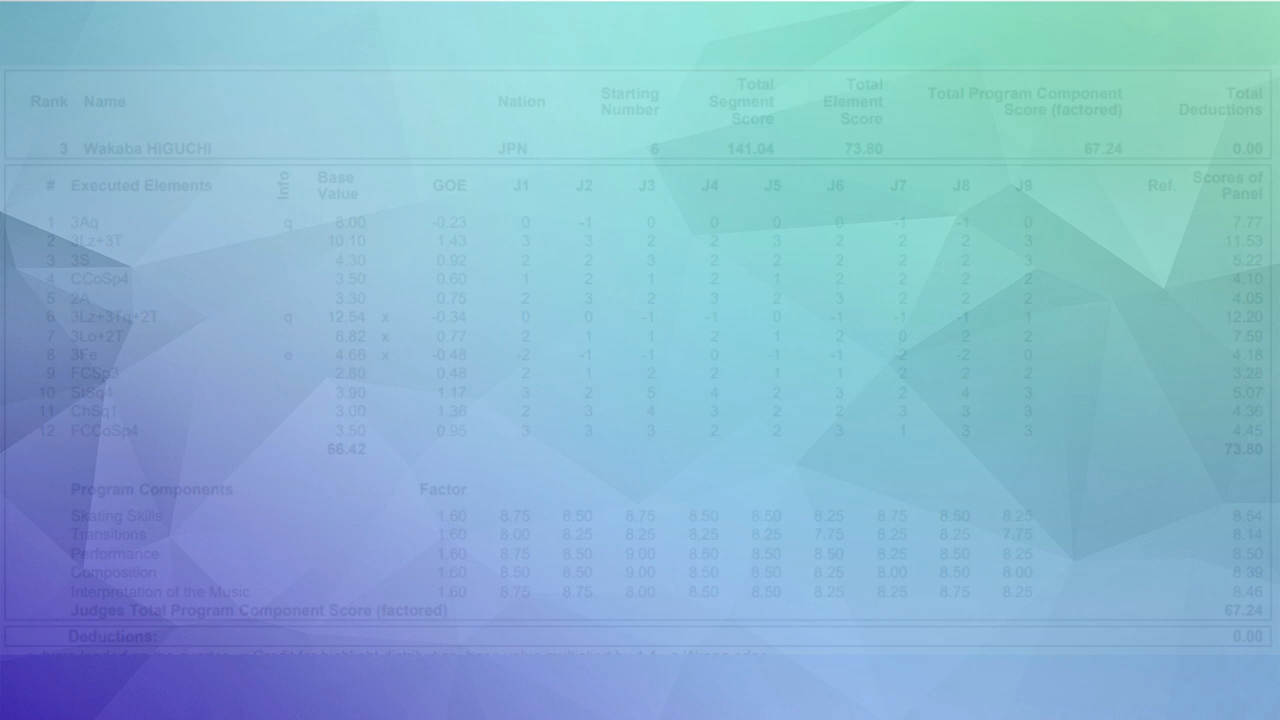 Rank Name Nation Starting Number Total Segment Score Total Element Score Total Program Component Score (factored) Total Deductions
3 Wakaba HIGUCHI JPN 6 141.04 73.80 67.24 0.00
# Executed Elements Info Base Value GOE J1 J2 J3 J4 J5 J6 J7 J8 J9 Ref. Scores of Panel
1 3Aq q 8.00 -0.23 0 -1 0 0 0 0 -1 -1 0 7.77
2 3Lz+3T 10.10 1.43 3 3 2 2 3 2 2 2 3 11.53
3 3S 4.30 0.92 2 2 3 2 2 2 2 2 3 5.22
4 CCoSp4 3.50 0.60 1 2 1 2 1 2 2 2 2 4.10
5 2A 3.30 0.75 2 3 2 3 2 3 2 2 2 4.05
6 3Lz+3Tq+2T q 12.54 x -0.34 0 0 -1 -1 0 -1 -1 -1 1 12.20
7 3Lo+2T 6.82 x 0.77 2 1 1 2 1 2 0 2 2 7.59
8 3Fe e 4.66 x -0.48 -2 -1 -1 0 -1 -1 -2 -2 0 4.18
9 FCSp3 2.80 0.48 2 1 2 2 1 1 2 2 2 3.28
10 StSq4 3.90 1.17 3 2 5 4 2 3 2 4 3 5.07
11 ChSq1 3.00 1.36 2 3 4 3 2 2 3 3 3 4.36
12 FCCoSp4 3.50 0.95 3 3 3 2 2 3 1 3 3 4.45
66.42 73.80
Program Components Factor
Skating Skills 1.60 8.75 8.50 8.75 8.50 8.50 8.25 8.75 8.50 8.25 8.54
Transitions 1.60 8.00 8.25 8.25 8.25 8.25 7.75 8.25 8.25 7.75 8.14
Performance 1.60 8.75 8.50 9.00 8.50 8.50 8.50 8.25 8.50 8.25 8.50
Composition 1.60 8.50 8.50 9.00 8.50 8.50 8.25 8.00 8.50 8.00 8.39
Interpretation of the Music 1.60 8.75 8.75 8.00 8.50 8.50 8.25 8.25 8.75 8.25 8.46
Judges Total Program Component Score (factored) 67.24
Deductions: 0.00